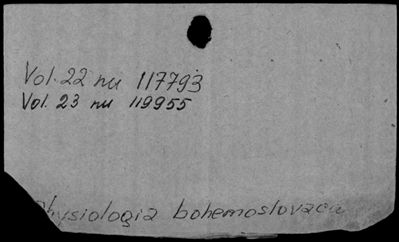 Vol. 22 nu 117793
Vol. 23 nu 119955
Physiologia bohemoslovaca